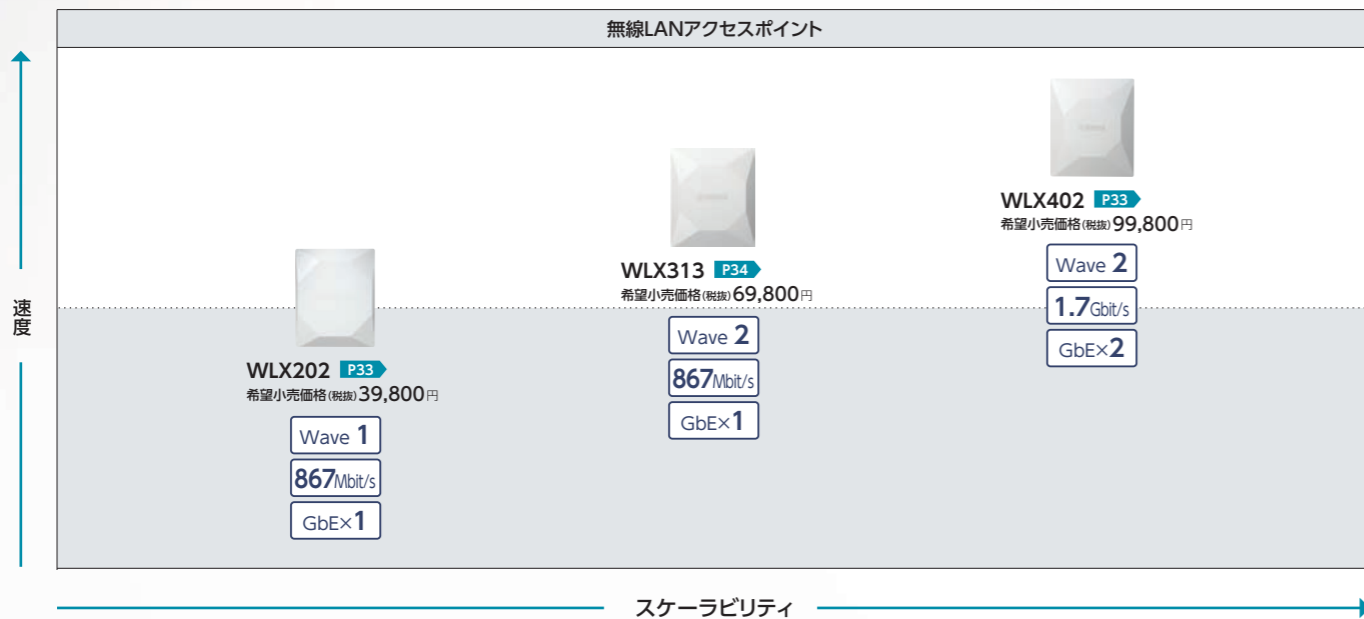 無線LANアクセスポイント
速度
WLX402 P33
希望小売価格(税抜)99,800円
Wave 2
1.7Gbit/s
GbE×2
WLX313 P34
希望小売価格(税抜)69,800円
Wave 2
867Mbit/s
GbE×1
WLX202 P33
希望小売価格(税抜)39,800円
Wave 1
867Mbit/s
GbE×1
スケーラビリティ